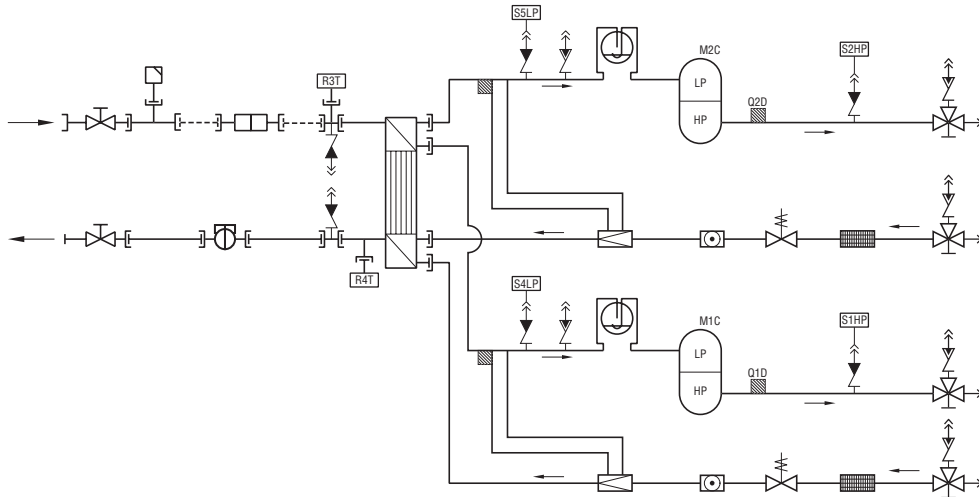 S5LP
M2C
S2HP
R3T
LP
Q2D
HP
R4T
S4LP
M1C
S1HP
LP
Q1D
HP